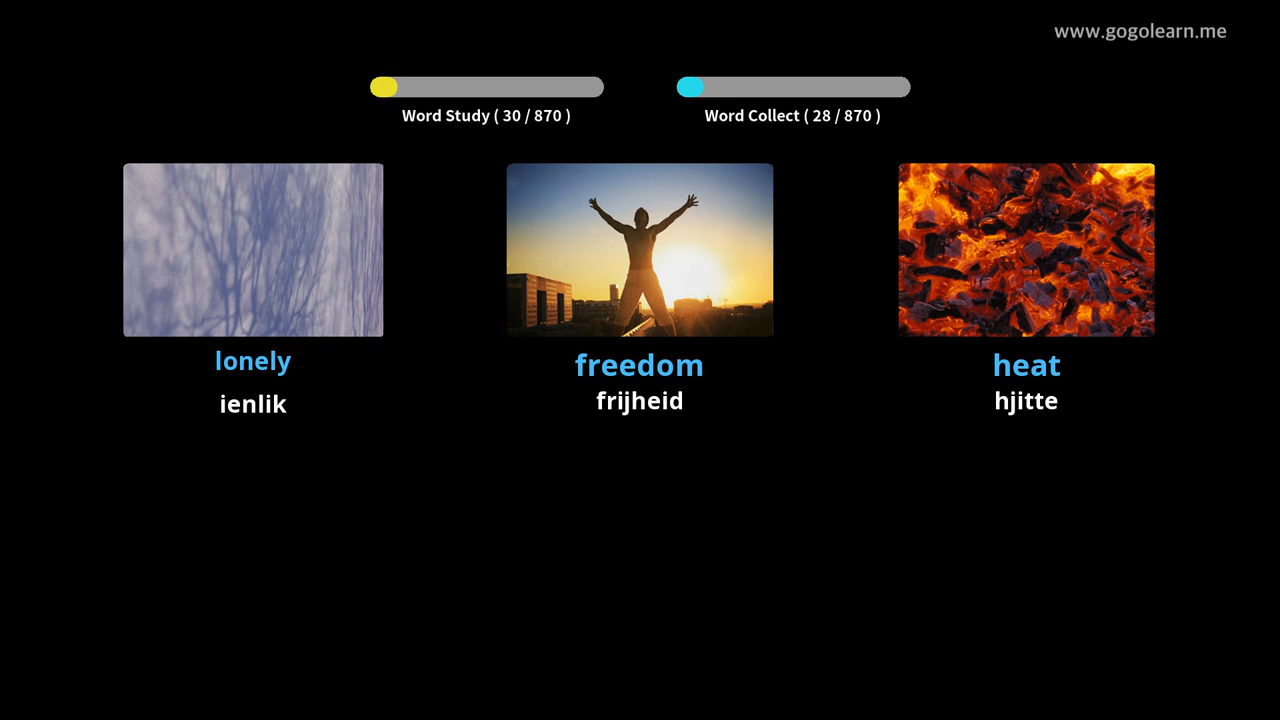 www.gogolearn.me
Word Study ( 30 / 870 )
Word Collect ( 28 / 870 )
lonely
ienlik
freedom
frijheid
heat
hjitte